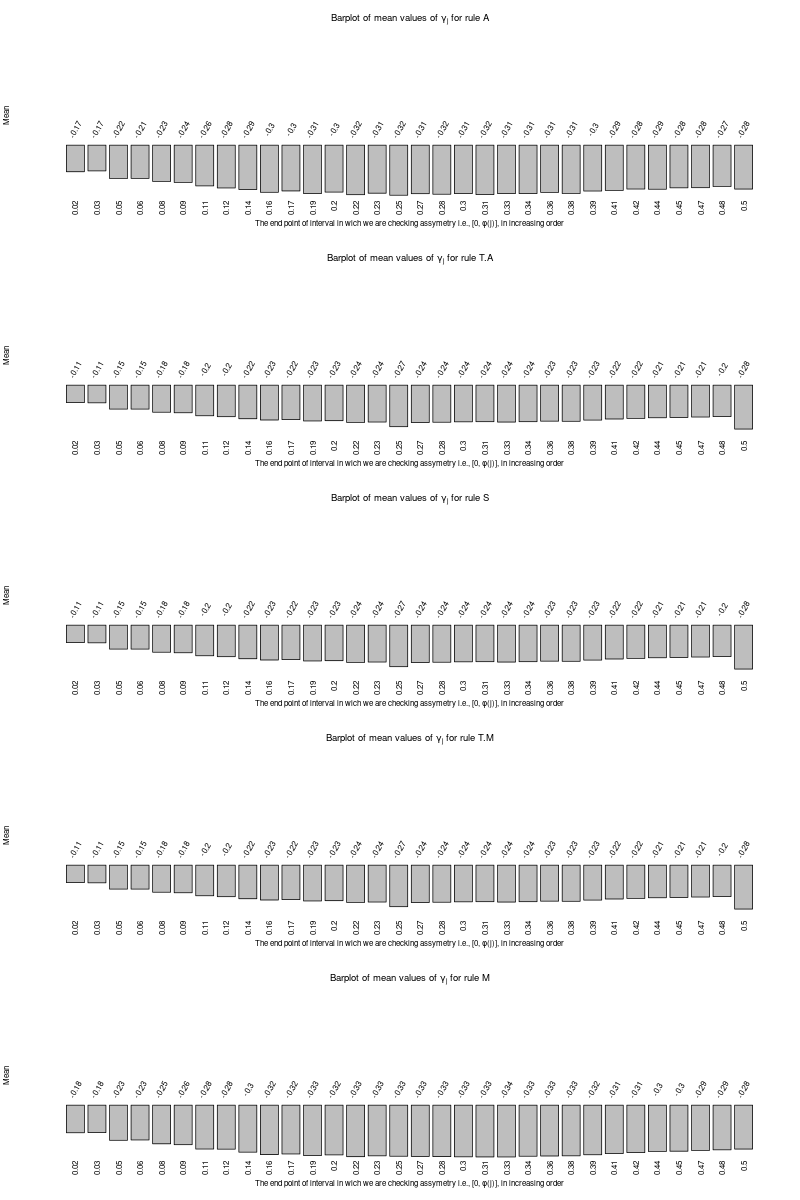 Barplot of mean values of γj for rule A
Mean
-0.17 -0.17 -0.22 -0.21 -0.23 -0.24 -0.26 -0.28 -0.29 -0.3 -0.3 -0.31 -0.3 -0.32 -0.31 -0.32 -0.31 -0.32 -0.31 -0.32 -0.31 -0.31 -0.31 -0.31 -0.3 -0.29 -0.28 -0.29 -0.28 -0.28 -0.27 -0.28
0.02 0.03 0.05 0.06 0.08 0.09 0.11 0.12 0.14 0.16 0.17 0.19 0.2 0.22 0.23 0.25 0.27 0.28 0.3 0.31 0.33 0.34 0.36 0.38 0.39 0.41 0.42 0.44 0.45 0.47 0.48 0.5
The end point of interval in wich we are checking assymetry i.e., [0, φ(j)], in increasing order
Barplot of mean values of γj for rule T.A
Mean
-0.11 -0.11 -0.15 -0.15 -0.18 -0.18 -0.2 -0.2 -0.22 -0.23 -0.22 -0.23 -0.23 -0.24 -0.24 -0.27 -0.24 -0.24 -0.24 -0.24 -0.24 -0.24 -0.23 -0.23 -0.23 -0.22 -0.22 -0.21 -0.21 -0.21 -0.2 -0.28
0.02 0.03 0.05 0.06 0.08 0.09 0.11 0.12 0.14 0.16 0.17 0.19 0.2 0.22 0.23 0.25 0.27 0.28 0.3 0.31 0.33 0.34 0.36 0.38 0.39 0.41 0.42 0.44 0.45 0.47 0.48 0.5
The end point of interval in wich we are checking assymetry i.e., [0, φ(j)], in increasing order
Barplot of mean values of γj for rule S
Mean
-0.11 -0.11 -0.15 -0.15 -0.18 -0.18 -0.2 -0.2 -0.22 -0.23 -0.22 -0.23 -0.23 -0.24 -0.24 -0.27 -0.24 -0.24 -0.24 -0.24 -0.24 -0.24 -0.23 -0.23 -0.23 -0.22 -0.22 -0.21 -0.21 -0.21 -0.2 -0.28
0.02 0.03 0.05 0.06 0.08 0.09 0.11 0.12 0.14 0.16 0.17 0.19 0.2 0.22 0.23 0.25 0.27 0.28 0.3 0.31 0.33 0.34 0.36 0.38 0.39 0.41 0.42 0.44 0.45 0.47 0.48 0.5
The end point of interval in wich we are checking assymetry i.e., [0, φ(j)], in increasing order
Barplot of mean values of γj for rule T.M
Mean
-0.11 -0.11 -0.15 -0.15 -0.18 -0.18 -0.2 -0.2 -0.22 -0.23 -0.22 -0.23 -0.23 -0.24 -0.24 -0.27 -0.24 -0.24 -0.24 -0.24 -0.24 -0.24 -0.23 -0.23 -0.23 -0.22 -0.22 -0.21 -0.21 -0.21 -0.2 -0.28
0.02 0.03 0.05 0.06 0.08 0.09 0.11 0.12 0.14 0.16 0.17 0.19 0.2 0.22 0.23 0.25 0.27 0.28 0.3 0.31 0.33 0.34 0.36 0.38 0.39 0.41 0.42 0.44 0.45 0.47 0.48 0.5
The end point of interval in wich we are checking assymetry i.e., [0, φ(j)], in increasing order
Barplot of mean values of γj for rule M
Mean
-0.18 -0.18 -0.23 -0.23 -0.25 -0.26 -0.28 -0.28 -0.3 -0.32 -0.32 -0.33 -0.32 -0.33 -0.33 -0.33 -0.33 -0.33 -0.33 -0.33 -0.34 -0.33 -0.33 -0.33 -0.32 -0.31 -0.31 -0.3 -0.3 -0.29 -0.29 -0.28
0.02 0.03 0.05 0.06 0.08 0.09 0.11 0.12 0.14 0.16 0.17 0.19 0.2 0.22 0.23 0.25 0.27 0.28 0.3 0.31 0.33 0.34 0.36 0.38 0.39 0.41 0.42 0.44 0.45 0.47 0.48 0.5
The end point of interval in wich we are checking assymetry i.e., [0, φ(j)], in increasing order